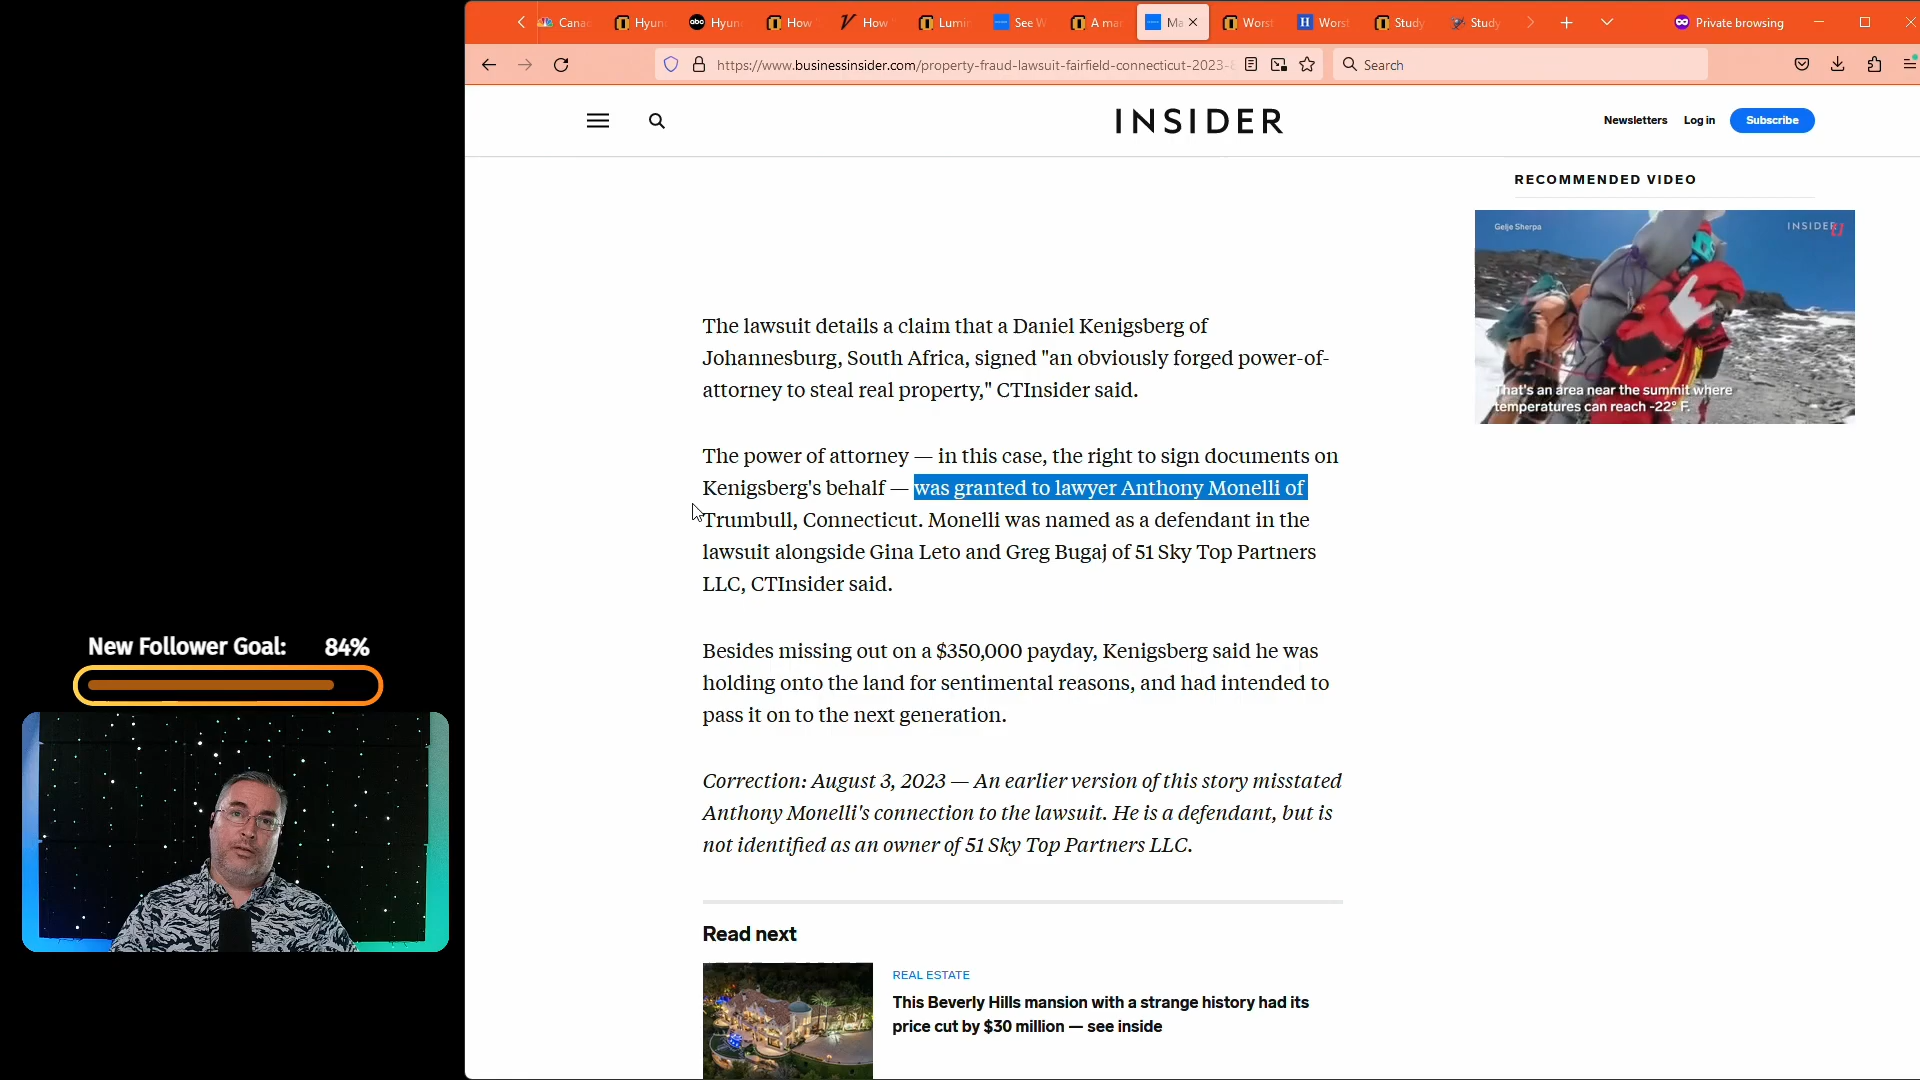 Cana
Hyun
abc
Hyun
How
How
Lumin
See W
A ma
Ma
Worst
H
Worst
Study
Study
Private browsing
https://www.businessinsider.com/property-fraud-lawsuit-fairfield-connecticut-2023-8
Search
INSIDER
Newsletters
Log in
Subscribe
RECOMMENDED VIDEO
Gelje Sherpa
INSIDER
That's an area near the summit where
temperatures can reach -22° F.
The lawsuit details a claim that a Daniel Kenigsberg of
Johannesburg, South Africa, signed "an obviously forged power-of-
attorney to steal real property," CTInsider said.
The power of attorney — in this case, the right to sign documents on
Kenigsberg's behalf — was granted to lawyer Anthony Monelli of
Trumbull, Connecticut. Monelli was named as a defendant in the
lawsuit alongside Gina Leto and Greg Bugaj of 51 Sky Top Partners
LLC, CTInsider said.
Besides missing out on a $350,000 payday, Kenigsberg said he was
holding onto the land for sentimental reasons, and had intended to
pass it on to the next generation.
Correction: August 3, 2023 — An earlier version of this story misstated
Anthony Monelli's connection to the lawsuit. He is a defendant, but is
not identified as an owner of 51 Sky Top Partners LLC.
Read next
REAL ESTATE
This Beverly Hills mansion with a strange history had its
price cut by $30 million — see inside
New Follower Goal: 84%